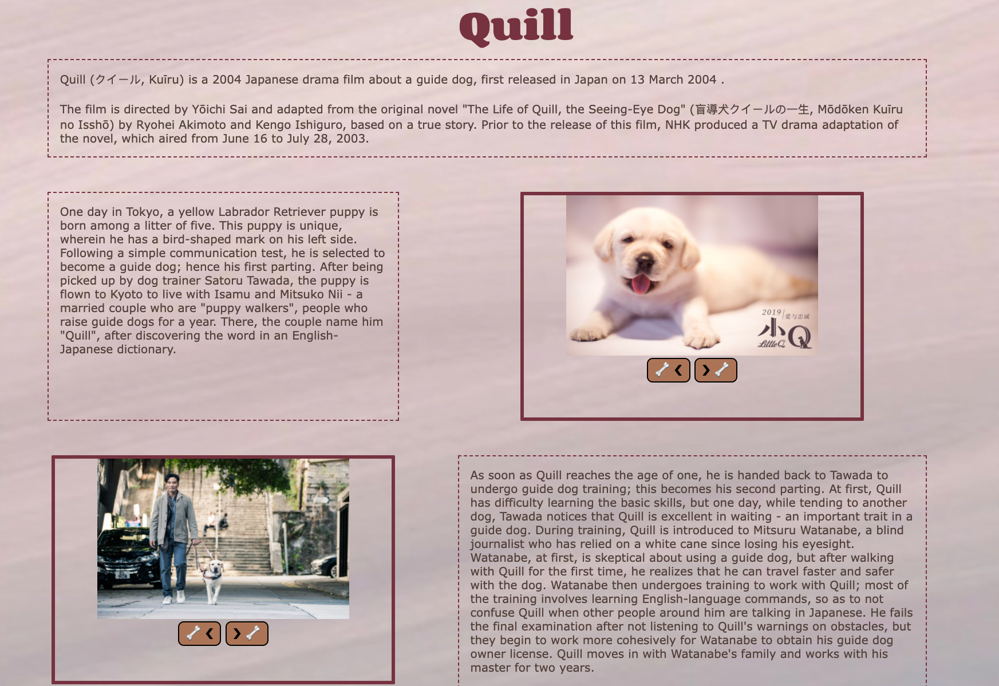 Quill
Quill (クイール, Kuīru) is a 2004 Japanese drama film about a guide dog, first released in Japan on 13 March 2004 .
The film is directed by Yōichi Sai and adapted from the original novel "The Life of Quill, the Seeing-Eye Dog" (盲導犬クイールの一生, Mōdōken Kuīru
no Isshō) by Ryohei Akimoto and Kengo Ishiguro, based on a true story. Prior to the release of this film, NHK produced a TV drama adaptation of
the novel, which aired from June 16 to July 28, 2003.
One day in Tokyo, a yellow Labrador Retriever puppy is
born among a litter of five. This puppy is unique,
wherein he has a bird-shaped mark on his left side.
Following a simple communication test, he is selected to
become a guide dog; hence his first parting. After being
picked up by dog trainer Satoru Tawada, the puppy is
flown to Kyoto to live with Isamu and Mitsuko Nii - a
married couple who are "puppy walkers", people who
raise guide dogs for a year. There, the couple name him
"Quill", after discovering the word in an English-
Japanese dictionary.
2019 爱与忠诚
小Q
Little Q
As soon as Quill reaches the age of one, he is handed back to Tawada to
undergo guide dog training; this becomes his second parting. At first, Quill
has difficulty learning the basic skills, but one day, while tending to another
dog, Tawada notices that Quill is excellent in waiting - an important trait in a
guide dog. During training, Quill is introduced to Mitsuru Watanabe, a blind
journalist who has relied on a white cane since losing his eyesight.
Watanabe, at first, is skeptical about using a guide dog, but after walking
with Quill for the first time, he realizes that he can travel faster and safer
with the dog. Watanabe then undergoes training to work with Quill; most of
the training involves learning English-language commands, so as to not
confuse Quill when other people around him are talking in Japanese. He fails
the final examination after not listening to Quill's warnings on obstacles, but
they begin to work more cohesively for Watanabe to obtain his guide dog
owner license. Quill moves in with Watanabe's family and works with his
master for two years.